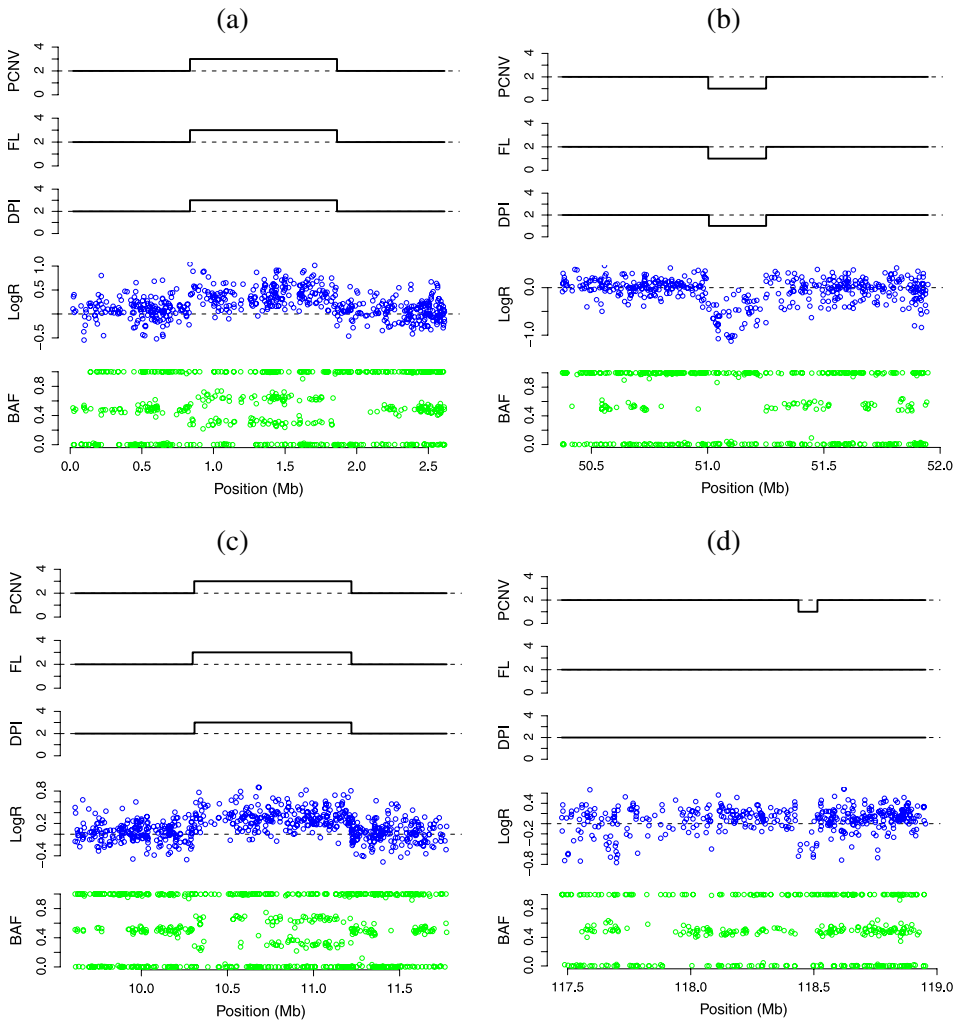 (a)
PCNV
0 2 4
FL
0 2 4
DPI
0 2 4
LogR
−0.5 0.5 1.0
BAF
0.0 0.4 0.8
0.0 0.5 1.0 1.5 2.0 2.5
Position (Mb)
(b)
PCNV
0 2 4
FL
0 2 4
DPI
0 2 4
LogR
−1.0 0.0
BAF
0.0 0.4 0.8
50.5 51.0 51.5 52.0
Position (Mb)
(c)
PCNV
0 2 4
FL
0 2 4
DPI
0 2 4
LogR
−0.4 0.2 0.8
BAF
0.0 0.4 0.8
10.0 10.5 11.0 11.5
Position (Mb)
(d)
PCNV
0 2 4
FL
0 2 4
DPI
0 2 4
LogR
−0.8 −0.2 0.4
BAF
0.0 0.4 0.8
117.5 118.0 118.5 119.0
Position (Mb)